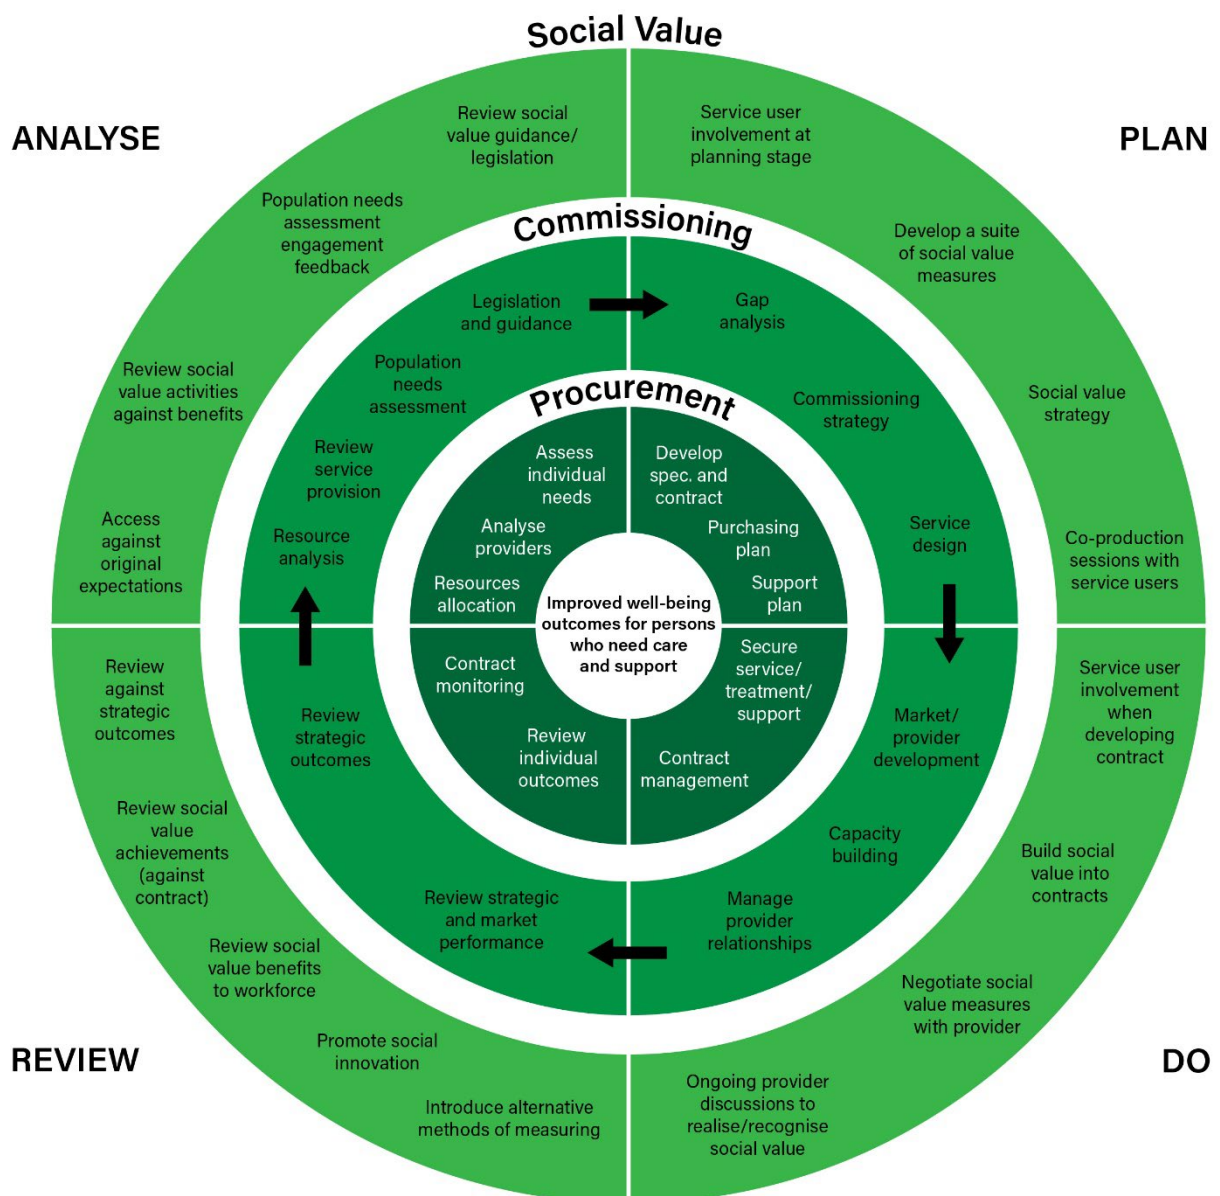 Social Value
ANALYSE
PLAN
Review social
value guidance/
legislation
Population needs
assessment
engagement
feedback
Review social
value activities
against benefits
Access
against
original
expectations
Service user
involvement at
planning stage
Develop a suite
of social value
measures
Social value
strategy
Co-production
sessions with
service users
Service user
involvement
when
developing
contract
Build social
value into
contracts
Negotiate social
value measures
with provider
Ongoing provider
discussions to
realise/recognise
social value
Review
against
strategic
outcomes
Review social
value
achievements
(against
contract)
Review social
value benefits
to workforce
Promote social
innovation
Introduce alternative
methods of measuring
REVIEW
DO
Commissioning
Legislation
and guidance
Population
needs
assessment
Review
service
provision
Resource
analysis
Gap
analysis
Commissioning
strategy
Service
design
Market/
provider
development
Capacity
building
Manage
provider
relationships
Review strategic
and market
performance
Review
strategic
outcomes
Procurement
Assess
individual
needs
Analyse
providers
Resources
allocation
Develop
spec. and
contract
Purchasing
plan
Support
plan
Secure
service/
treatment/
support
Contract
management
Review
individual
outcomes
Contract
monitoring
Improved well-being
outcomes for persons
who need care
and support